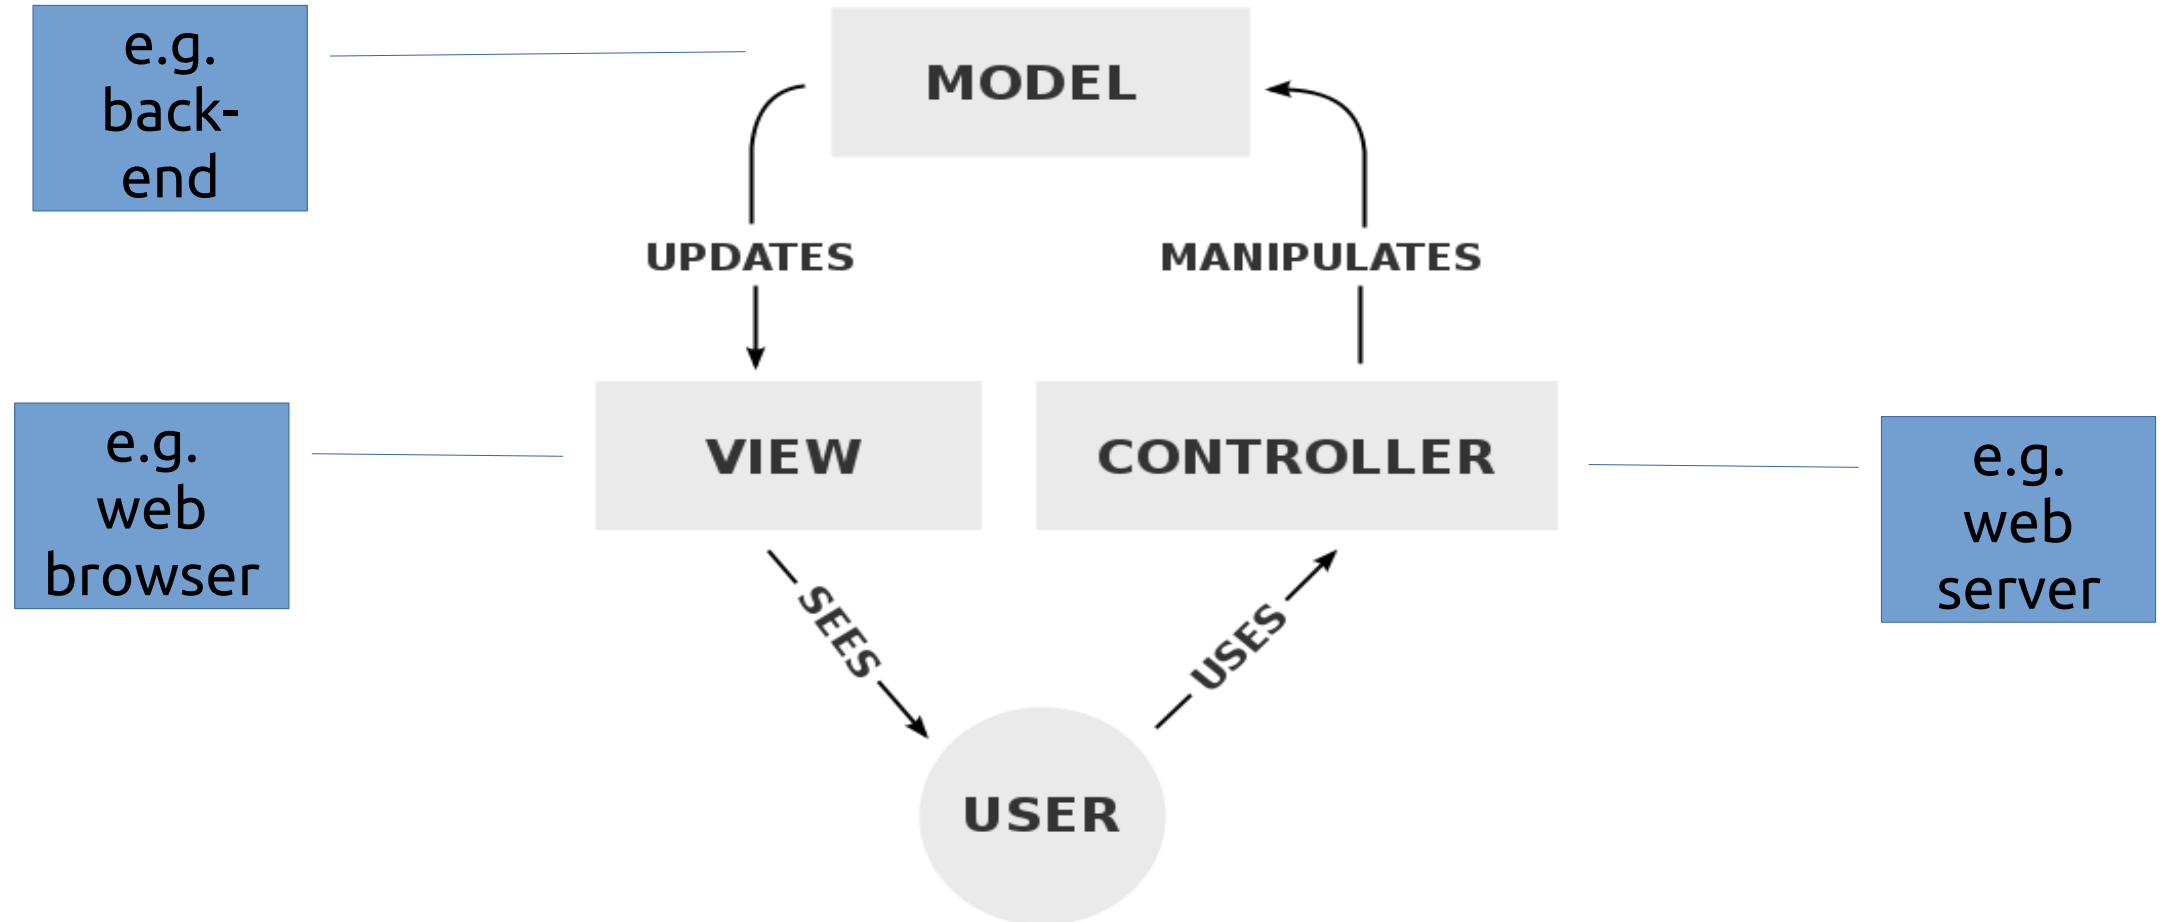 e.g.
back-
end
MODEL
UPDATES
MANIPULATES
e.g.
web
browser
VIEW
CONTROLLER
e.g.
web
server
SEES
USES
USER